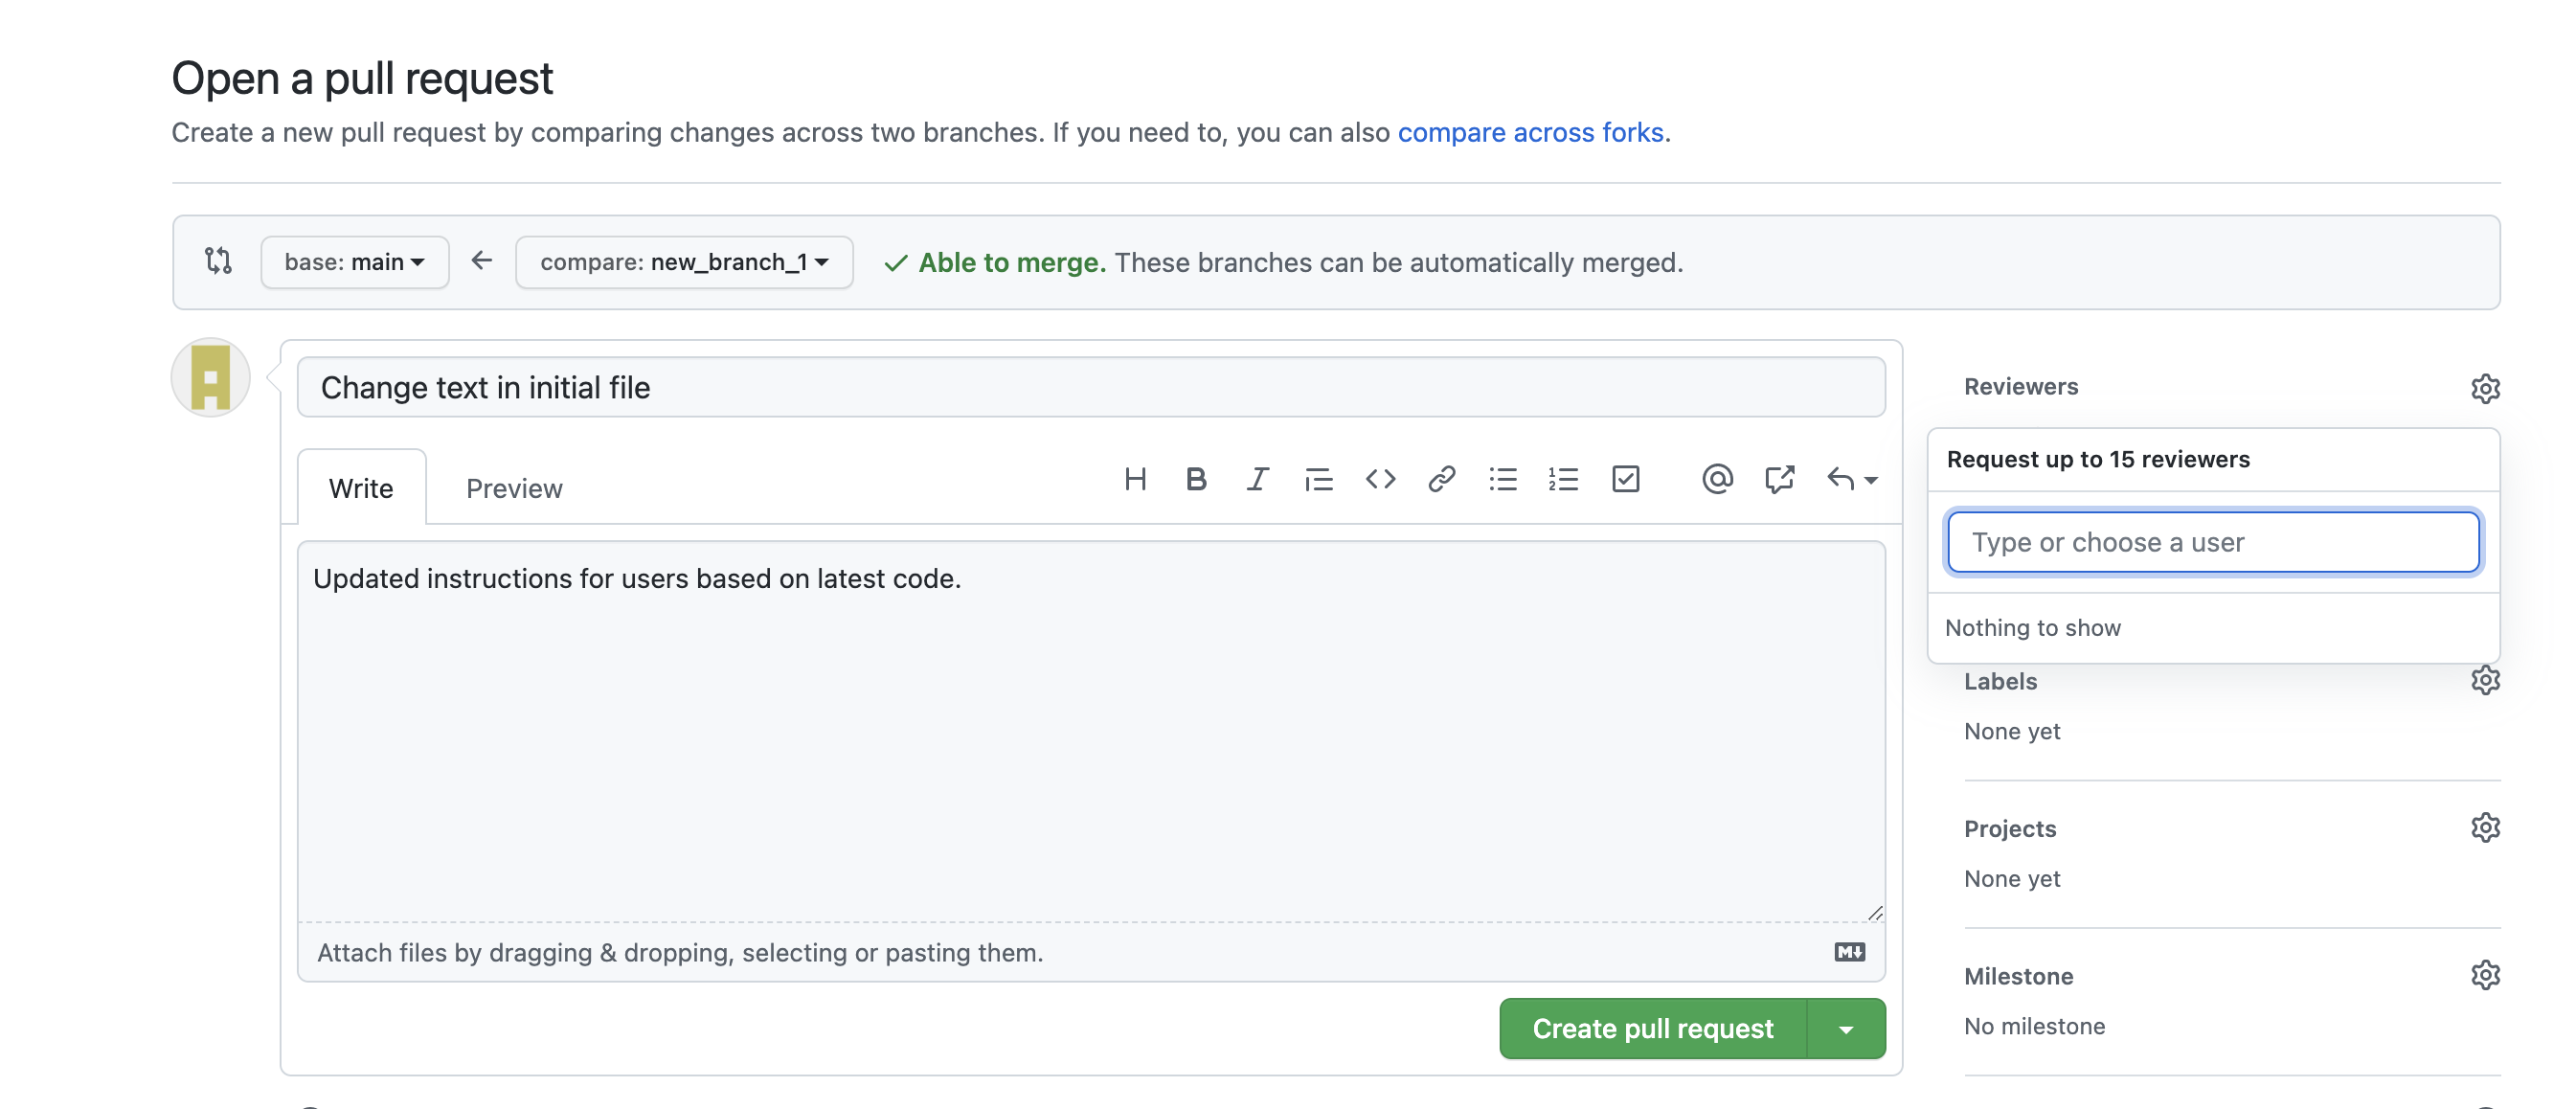 Open a pull request
Create a new pull request by comparing changes across two branches. If you need to, you can also compare across forks.
base: main
compare: new_branch_1
Able to merge. These branches can be automatically merged.
Change text in initial file
Reviewers
Request up to 15 reviewers
Write
Preview
Type or choose a user
Updated instructions for users based on latest code.
Nothing to show
Labels
None yet
Projects
None yet
Attach files by dragging & dropping, selecting or pasting them.
Milestone
No milestone
Create pull request